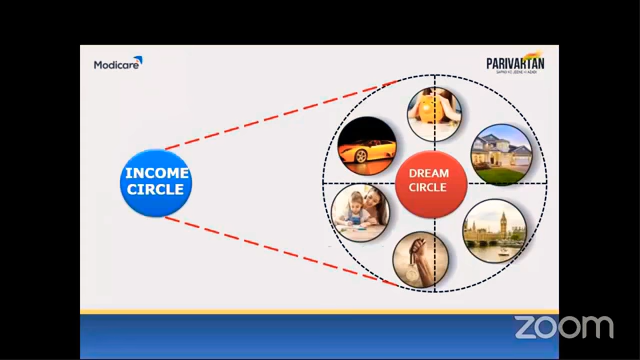 Modicare
PARIVARTAN
INCOME
CIRCLE
DREAM
CIRCLE
zoom